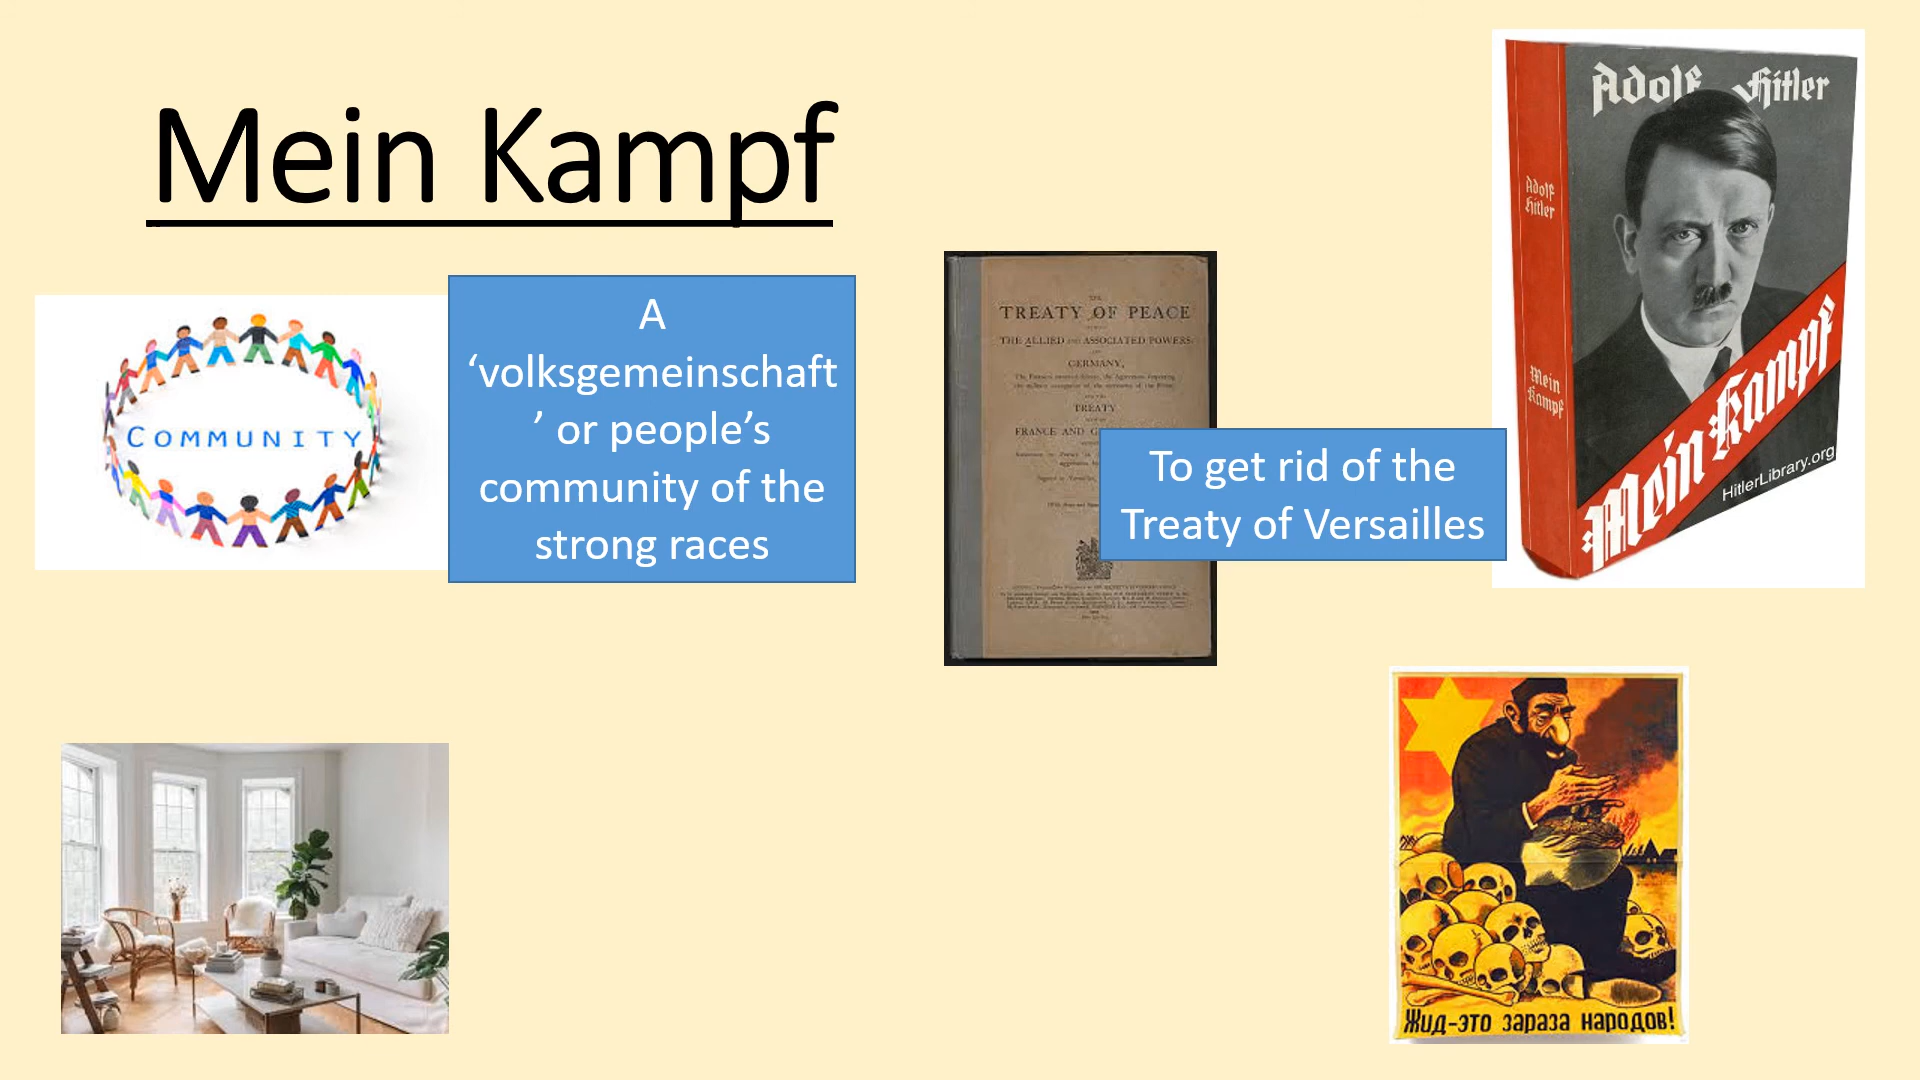 Mein Kampf
COMMUNITY
A
‘volksgemeinschaft
’ or people’s
community of the
strong races
THE
TREATY OF PEACE
THE ALLIED AND ASSOCIATED POWERS
GERMANY,
TREATY
FRANCE AND G
To get rid of the
Treaty of Versailles
Adolf Hitler
Adolf
Hitler
Mein
Kampf
Mein Kampf
HitlerLibrary.org
Жид-это зараза народов!